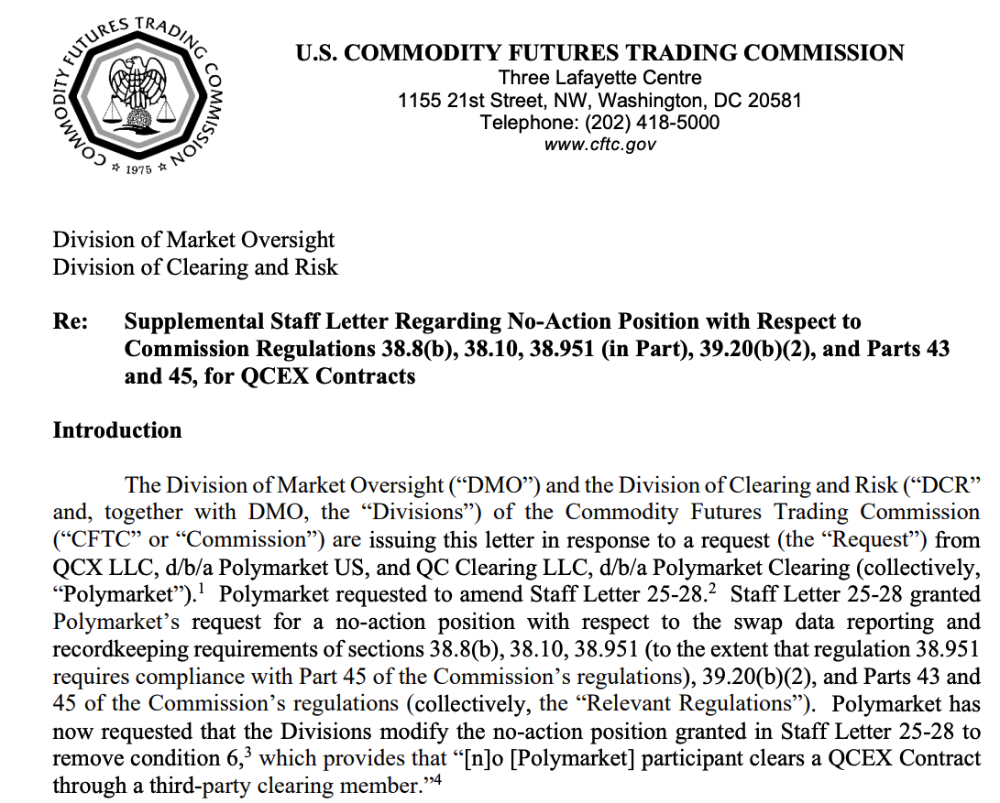 COMMODITY FUTURES TRADING COMMISSION
☆ 1975 ☆
U.S. COMMODITY FUTURES TRADING COMMISSION
Three Lafayette Centre
1155 21st Street, NW, Washington, DC 20581
Telephone: (202) 418-5000
www.cftc.gov
Division of Market Oversight
Division of Clearing and Risk
Re: Supplemental Staff Letter Regarding No-Action Position with Respect to
Commission Regulations 38.8(b), 38.10, 38.951 (in Part), 39.20(b)(2), and Parts 43
and 45, for QCEX Contracts
Introduction
The Division of Market Oversight (“DMO”) and the Division of Clearing and Risk (“DCR”
and, together with DMO, the “Divisions”) of the Commodity Futures Trading Commission
(“CFTC” or “Commission”) are issuing this letter in response to a request (the “Request”) from
QCX LLC, d/b/a Polymarket US, and QC Clearing LLC, d/b/a Polymarket Clearing (collectively,
“Polymarket”).¹ Polymarket requested to amend Staff Letter 25-28.² Staff Letter 25-28 granted
Polymarket’s request for a no-action position with respect to the swap data reporting and
recordkeeping requirements of sections 38.8(b), 38.10, 38.951 (to the extent that regulation 38.951
requires compliance with Part 45 of the Commission’s regulations), 39.20(b)(2), and Parts 43 and
45 of the Commission’s regulations (collectively, the “Relevant Regulations”). Polymarket has
now requested that the Divisions modify the no-action position granted in Staff Letter 25-28 to
remove condition 6,³ which provides that “[n]o [Polymarket] participant clears a QCEX Contract
through a third-party clearing member.”⁴